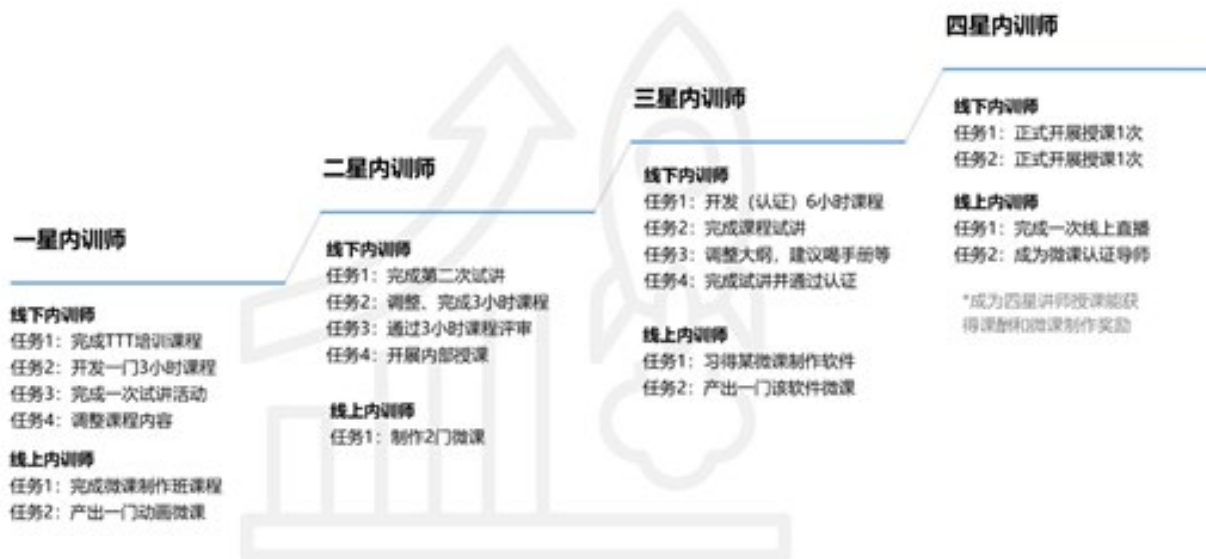 一星内训师
线下内训师
任务1：完成TTT培训课程
任务2：开发一门3小时课程
任务3：完成一次试讲活动
任务4：调整课程内容
线上内训师
任务1：完成微课制作班课程
任务2：产出一门动画微课
二星内训师
线下内训师
任务1：完成第二次试讲
任务2：调整、完成3小时课程
任务3：通过3小时课程评审
任务4：开展内部授课
线上内训师
任务1：制作2门微课
三星内训师
线下内训师
任务1：开发（认证）6小时课程
任务2：完成课程试讲
任务3：调整大纲，建议喝手册等
任务4：完成试讲并通过认证
线上内训师
任务1：习得某微课制作软件
任务2：产出一门该软件微课
四星内训师
线下内训师
任务1：正式开展授课1次
任务2：正式开展授课1次
线上内训师
任务1：完成一次线上直播
任务2：成为微课认证导师
*成为四星讲师授课能获
得课酬和微课制作奖励